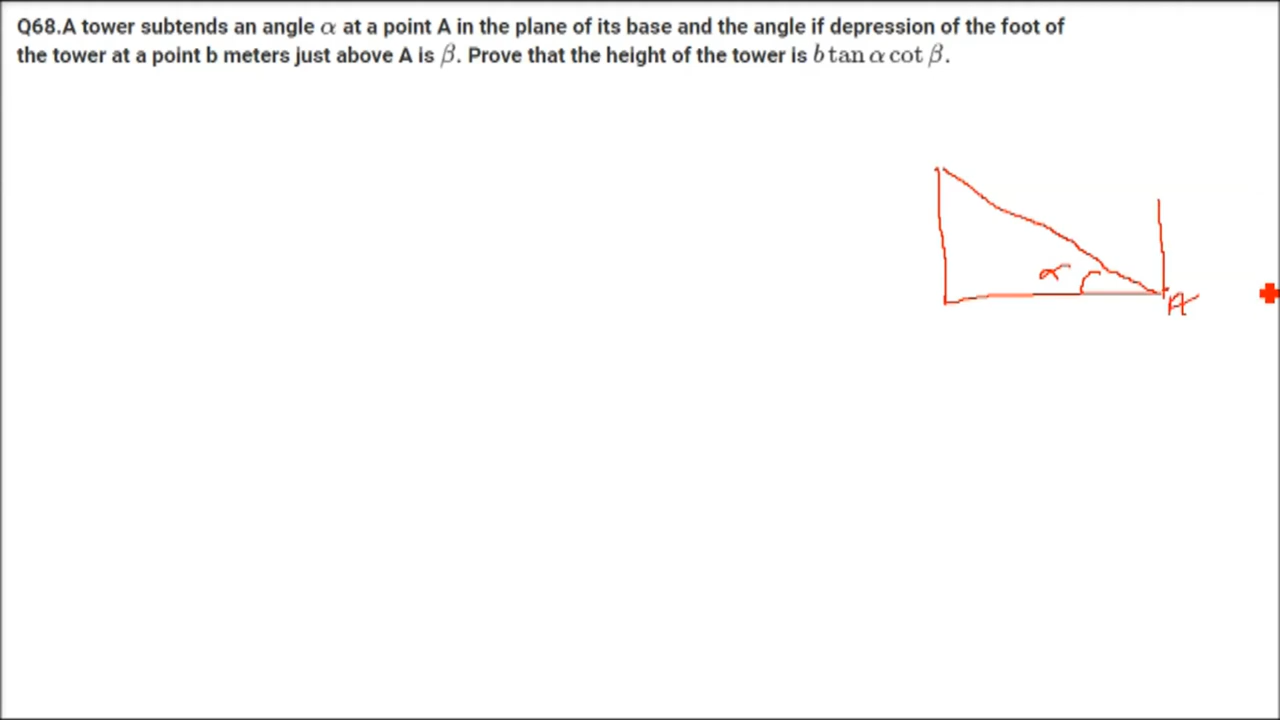 Q68.A tower subtends an angle α at a point A in the plane of its base and the angle if depression of the foot of
the tower at a point b meters just above A is β. Prove that the height of the tower is b tan α cot β.
α
A